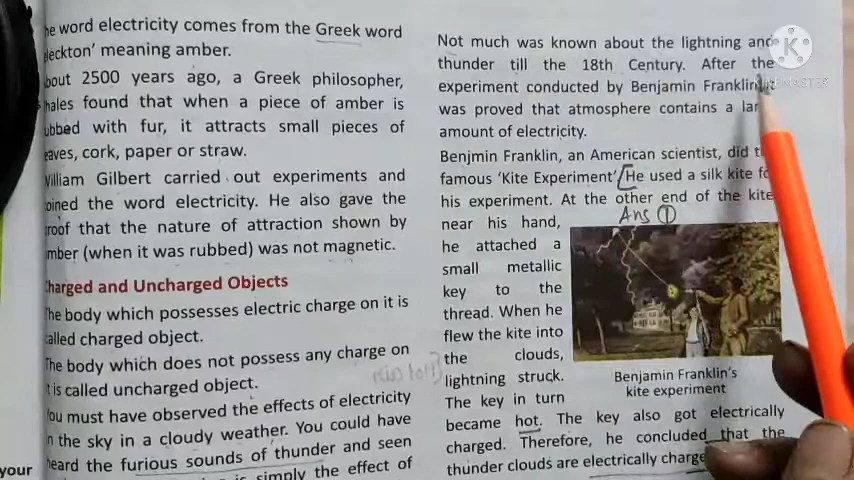 he word electricity comes from the Greek word
leckton' meaning amber.
bout 2500 years ago, a Greek philosopher,
hales found that when a piece of amber is
ubbed with fur, it attracts small pieces of
eaves, cork, paper or straw.
William Gilbert carried out experiments and
oined the word electricity. He also gave the
roof that the nature of attraction shown by
mber (when it was rubbed) was not magnetic.
Charged and Uncharged Objects
The body which possesses electric charge on it is
alled charged object.
The body which does not possess any charge on
it is called uncharged object.
You must have observed the effects of electricity
n the sky in a cloudy weather. You could have
heard the furious sounds of thunder and seen
is simply the effect of
your
Not much was known about the lightning and
thunder till the 18th Century. After the
experiment conducted by Benjamin Franklin it
was proved that atmosphere contains a lar
amount of electricity.
Benjmin Franklin, an American scientist, did t
famous 'Kite Experiment'. [He used a silk kite fo
his experiment. At the other end of the kite
Ans 1
near his hand,
he attached a
small metallic
key to the
thread. When he
flew the kite into
the clouds,
lightning struck.
The key in turn
became hot. The key also got electrically
charged. Therefore, he concluded that the
thunder clouds are electrically charge
Benjamin Franklin's
kite experiment
K
KINEMASTER